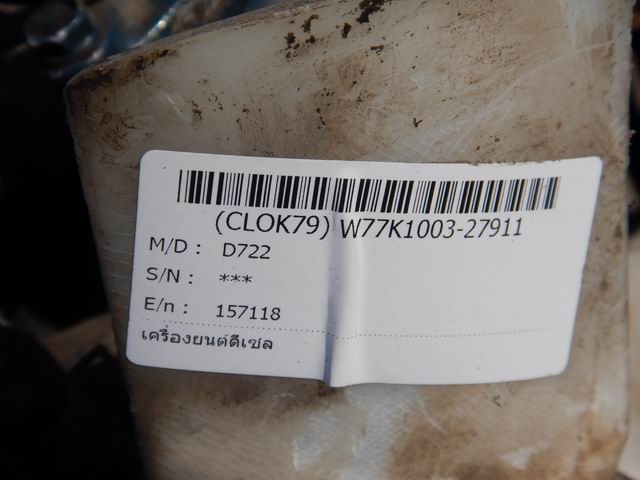 (CLOK79) W77K1003-27911
M/D : D722
S/N : ***
E/n : 157118
เครื่องยนต์ดีเซล